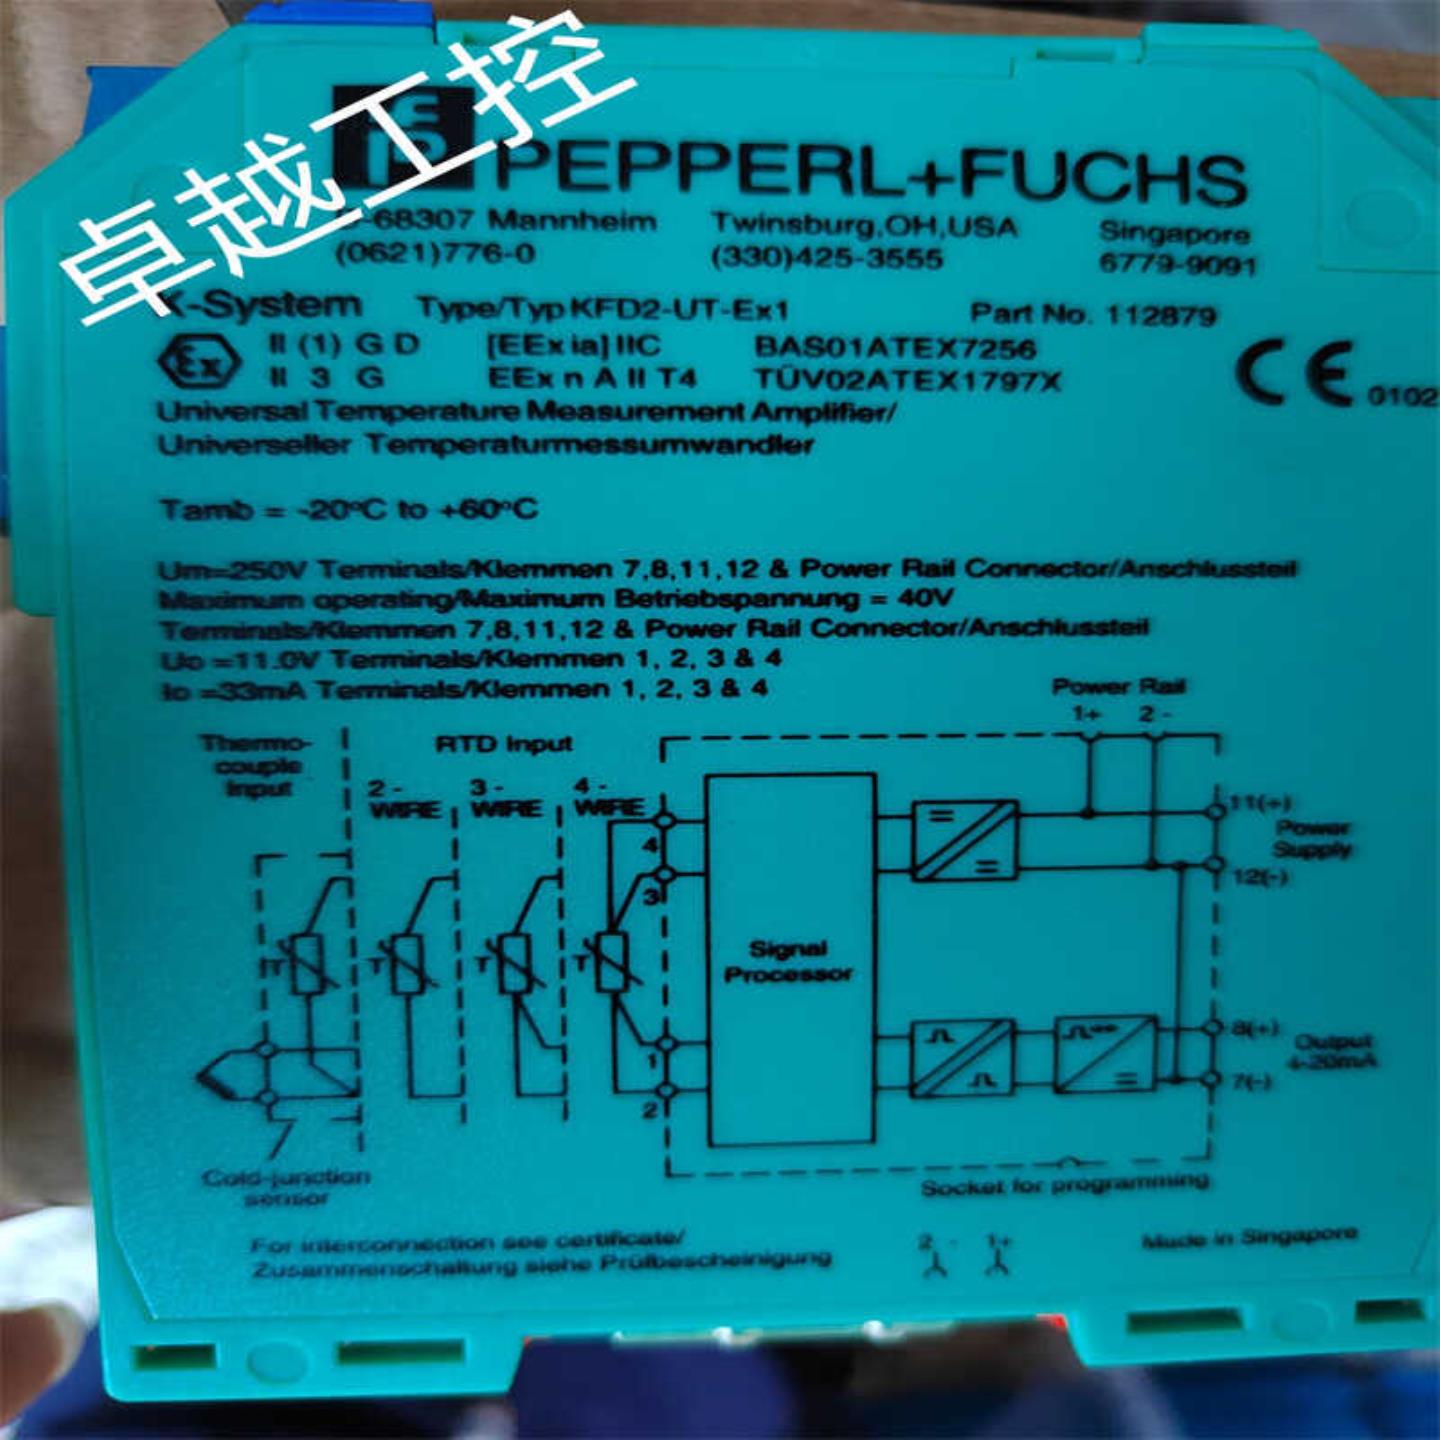 卓越工控
PEPPERL+FUCHS
D-68307 Mannheim Twinsburg,OH,USA Singapore
(0621)776-0 (330)425-3555 6779-9091
K-System Type/Typ KFD2-UT-Ex1 Part No. 112879
Ex II (1) G D [EEx ia] IIC BAS01ATEX7256
II 3 G EEx n A II T4 TÜV02ATEX1797X CE 0102
Universal Temperature Measurement Amplifier/
Universeller Temperaturmessumwandler
Tamb = -20°C to +60°C
Um=250V Terminals/Klemmen 7,8,11,12 & Power Rail Connector/Anschlussteil
Maximum operating/Maximum Betriebspannung = 40V
Terminals/Klemmen 7,8,11,12 & Power Rail Connector/Anschlussteil
Uo =11.0V Terminals/Klemmen 1, 2, 3 & 4
Io =33mA Terminals/Klemmen 1, 2, 3 & 4
Power Rail
1+ 2 -
Thermo-
couple
Input
RTD Input
2 -
WIRE
3 -
WIRE
4 -
WIRE
4
3
11(+)
Power
Supply
12(-)
T T T T
Signal
Processor
1
2
8(+)
Output
4-20mA
7(-)
Cold-junction
sensor
Socket for programming
For interconnection see certificate/
Zusammenschaltung siehe Prüfbescheinigung
2 - 1+
Made in Singapore